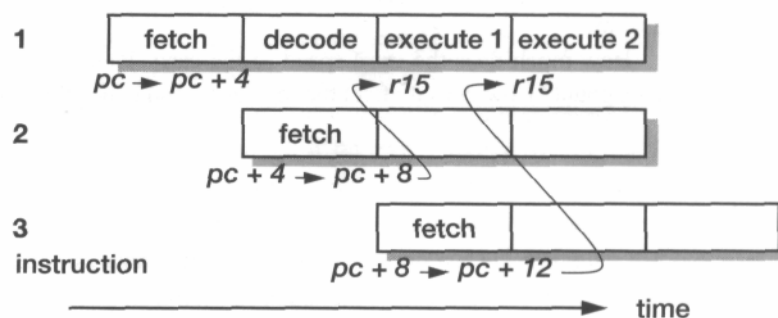 1 fetch decode execute 1 execute 2
pc → pc + 4 r15 r15
2 fetch
pc + 4 → pc + 8
3 fetch
instruction pc + 8 → pc + 12
time